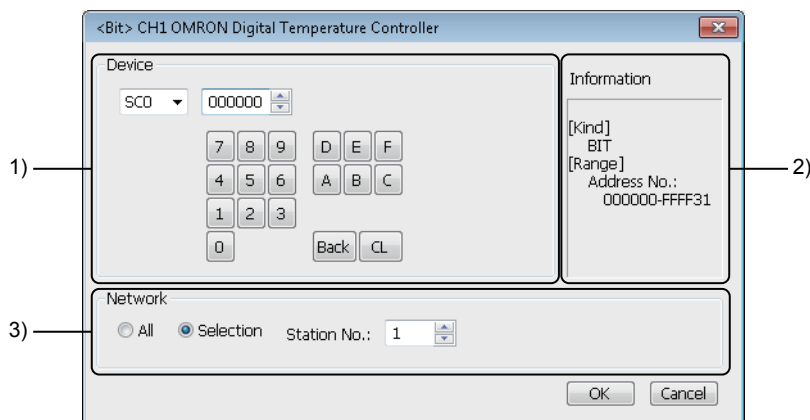 <Bit> CH1 OMRON Digital Temperature Controller
Device
SC0 000000
7 8 9 D E F
4 5 6 A B C
1 2 3
0 Back CL
Information
[Kind]
BIT
[Range]
Address No.:
000000-FFFF31
1)
2)
Network
All Selection Station No.: 1
3)
OK Cancel